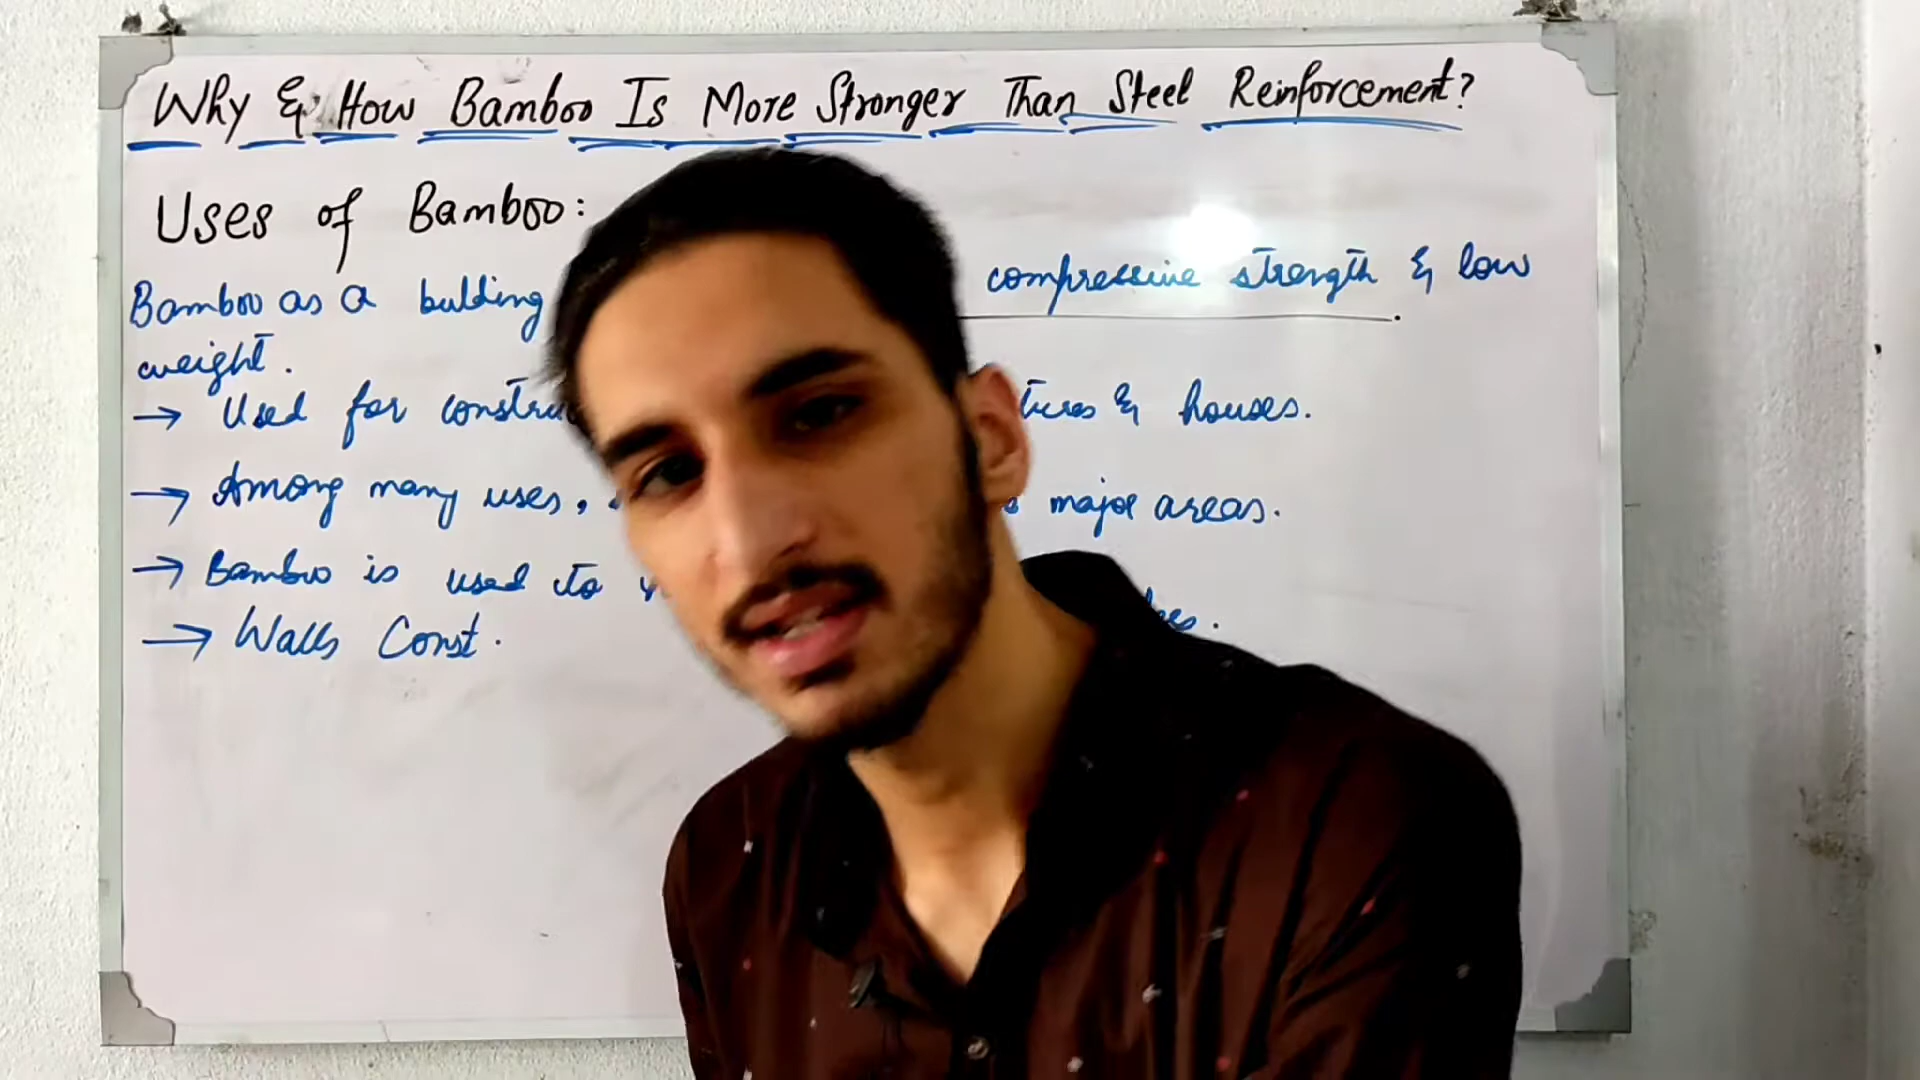 Why & How Bamboo Is More Stronger Than Steel Reinforcement?
Uses of Bamboo:
Bamboo as a bulding compressive strength & low
weight.
→ Used for constru tures & houses.
→ Among many uses, major areas.
→ Bamboo is used to
→ Walls Const.